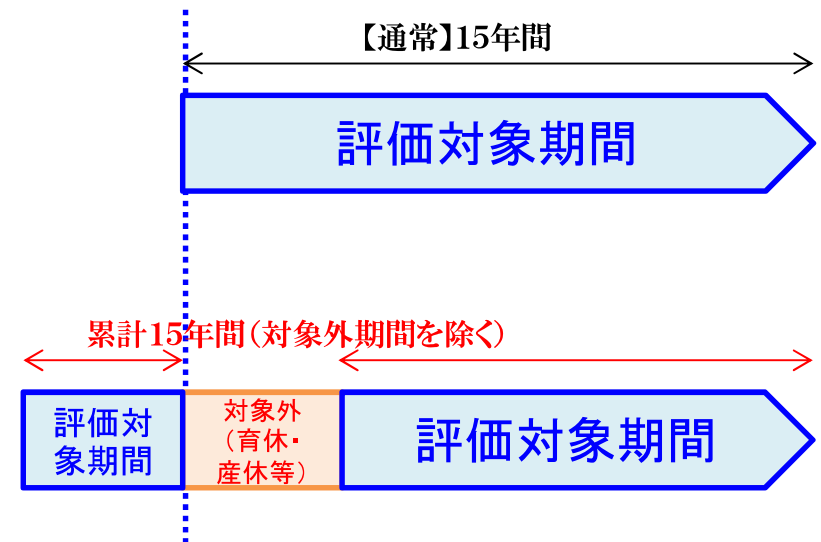 【通常】15年間
評価対象期間
累計15年間(対象外期間を除く)
評価対
象期間
対象外
(育休・
産休等)
評価対象期間